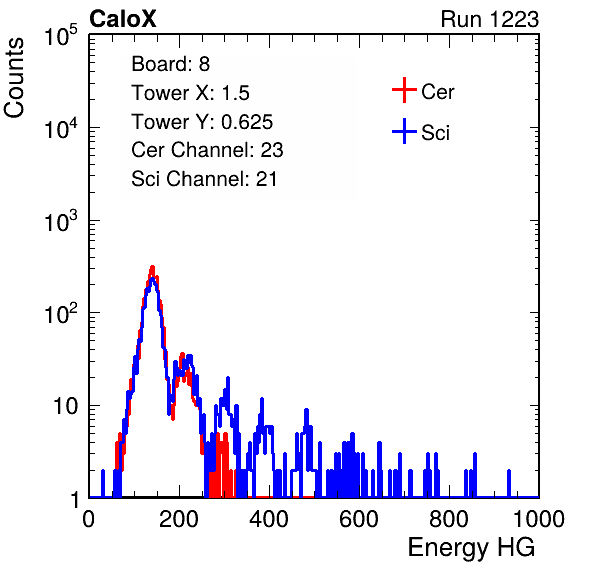 CaloX Run 1223
Board: 8
Tower X: 1.5
Tower Y: 0.625
Cer Channel: 23
Sci Channel: 21
Cer
Sci
Counts
10^5
10^4
10^3
10^2
10
1
0 200 400 600 800 1000
Energy HG